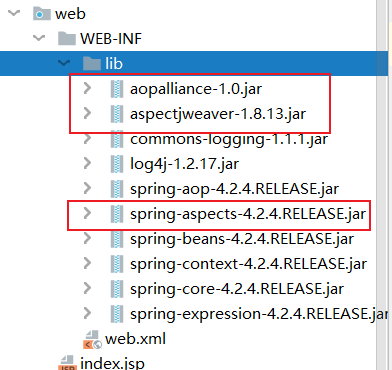 web
WEB-INF
lib
aopalliance-1.0.jar
aspectjweaver-1.8.13.jar
commons-logging-1.1.1.jar
log4j-1.2.17.jar
spring-aop-4.2.4.RELEASE.jar
spring-aspects-4.2.4.RELEASE.jar
spring-beans-4.2.4.RELEASE.jar
spring-context-4.2.4.RELEASE.jar
spring-core-4.2.4.RELEASE.jar
spring-expression-4.2.4.RELEASE.jar
web.xml
index.jsp